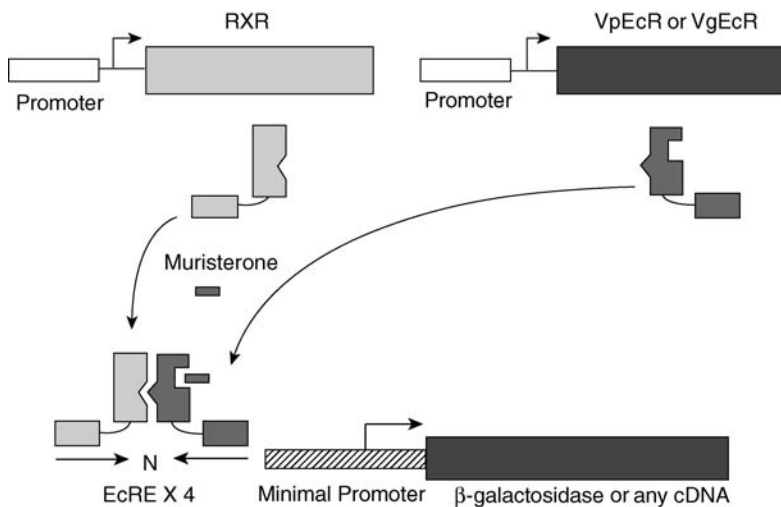 RXR
VpEcR or VgEcR
Promoter
Promoter
Muristerone
N
EcRE X 4
Minimal Promoter
β-galactosidase or any cDNA